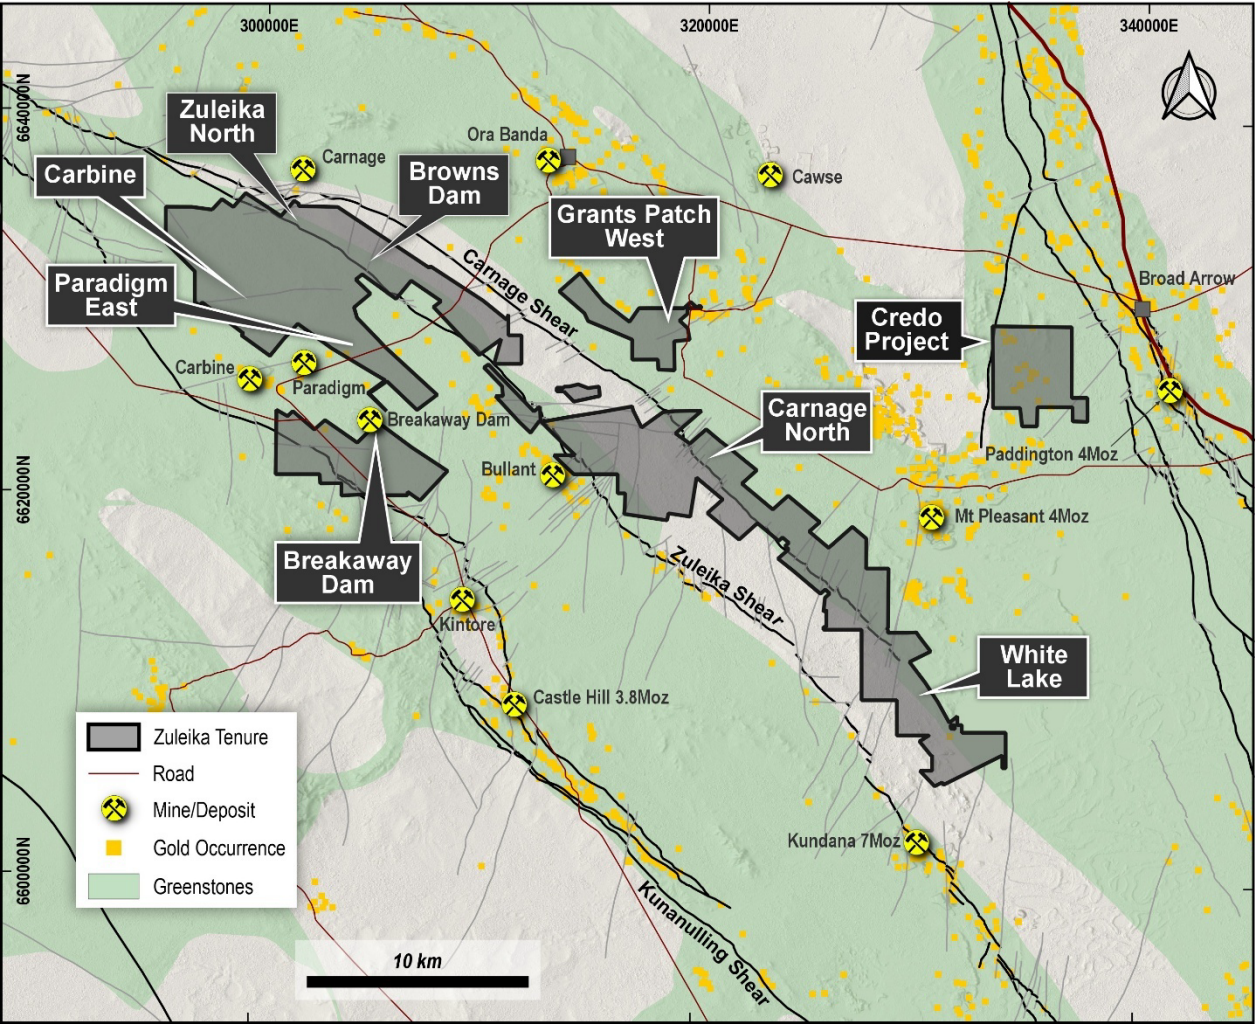 300000E
320000E
340000E
6640000N
6620000N
6600000N
Zuleika
North
Carnage
Ora Banda
Cawse
Carbine
Browns
Dam
Grants Patch
West
Carnage Shear
Paradigm
East
Broad Arrow
Credo
Project
Carbine
Paradigm
Breakaway Dam
Carnage
North
Bullant
Paddington 4Moz
Mt Pleasant 4Moz
Breakaway
Dam
Zuleika Shear
Kintore
White
Lake
Castle Hill 3.8Moz
Zuleika Tenure
Road
Mine/Deposit
Gold Occurrence
Greenstones
Kundana 7Moz
Kunanulling Shear
10 km